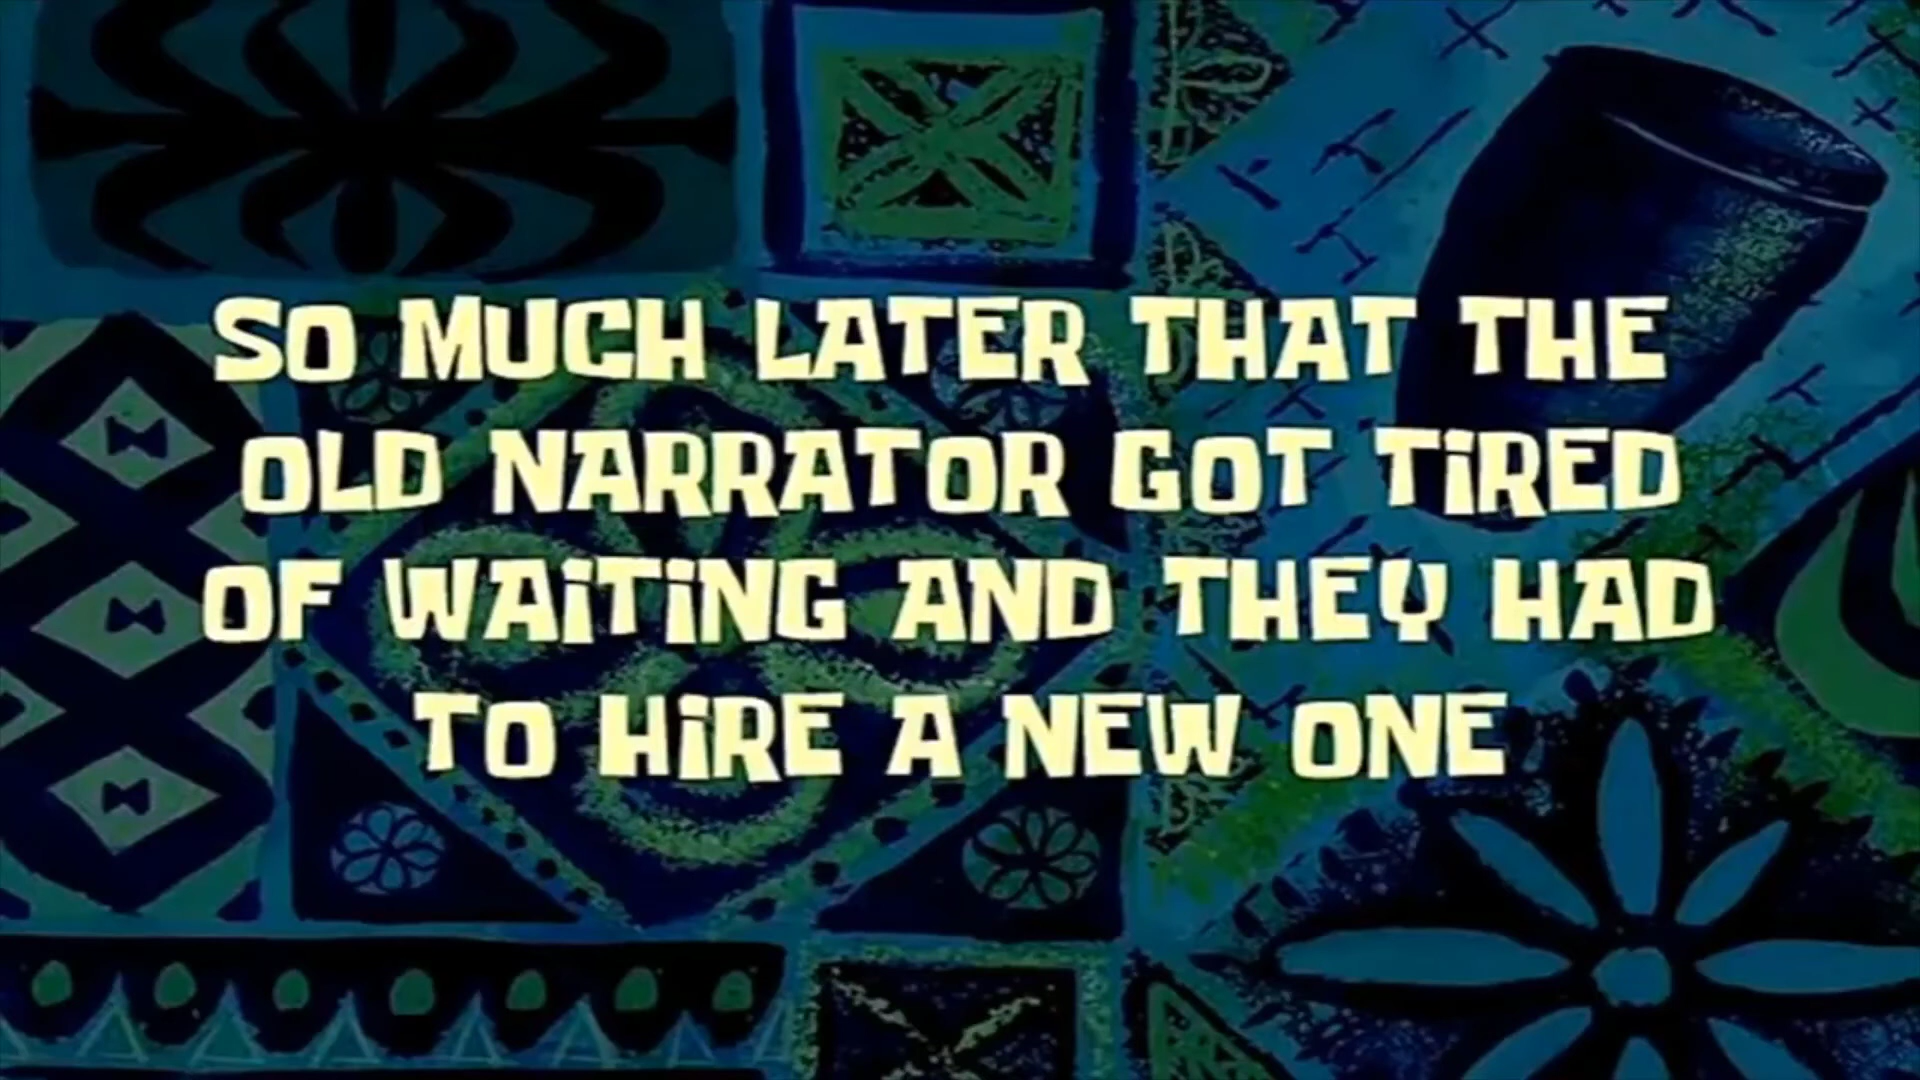 SO MUCH LATER THAT THE
OLD NARRATOR GOT TiRED
OF WAiTiNG AND THEY HAD
TO HiRE A NEW ONE